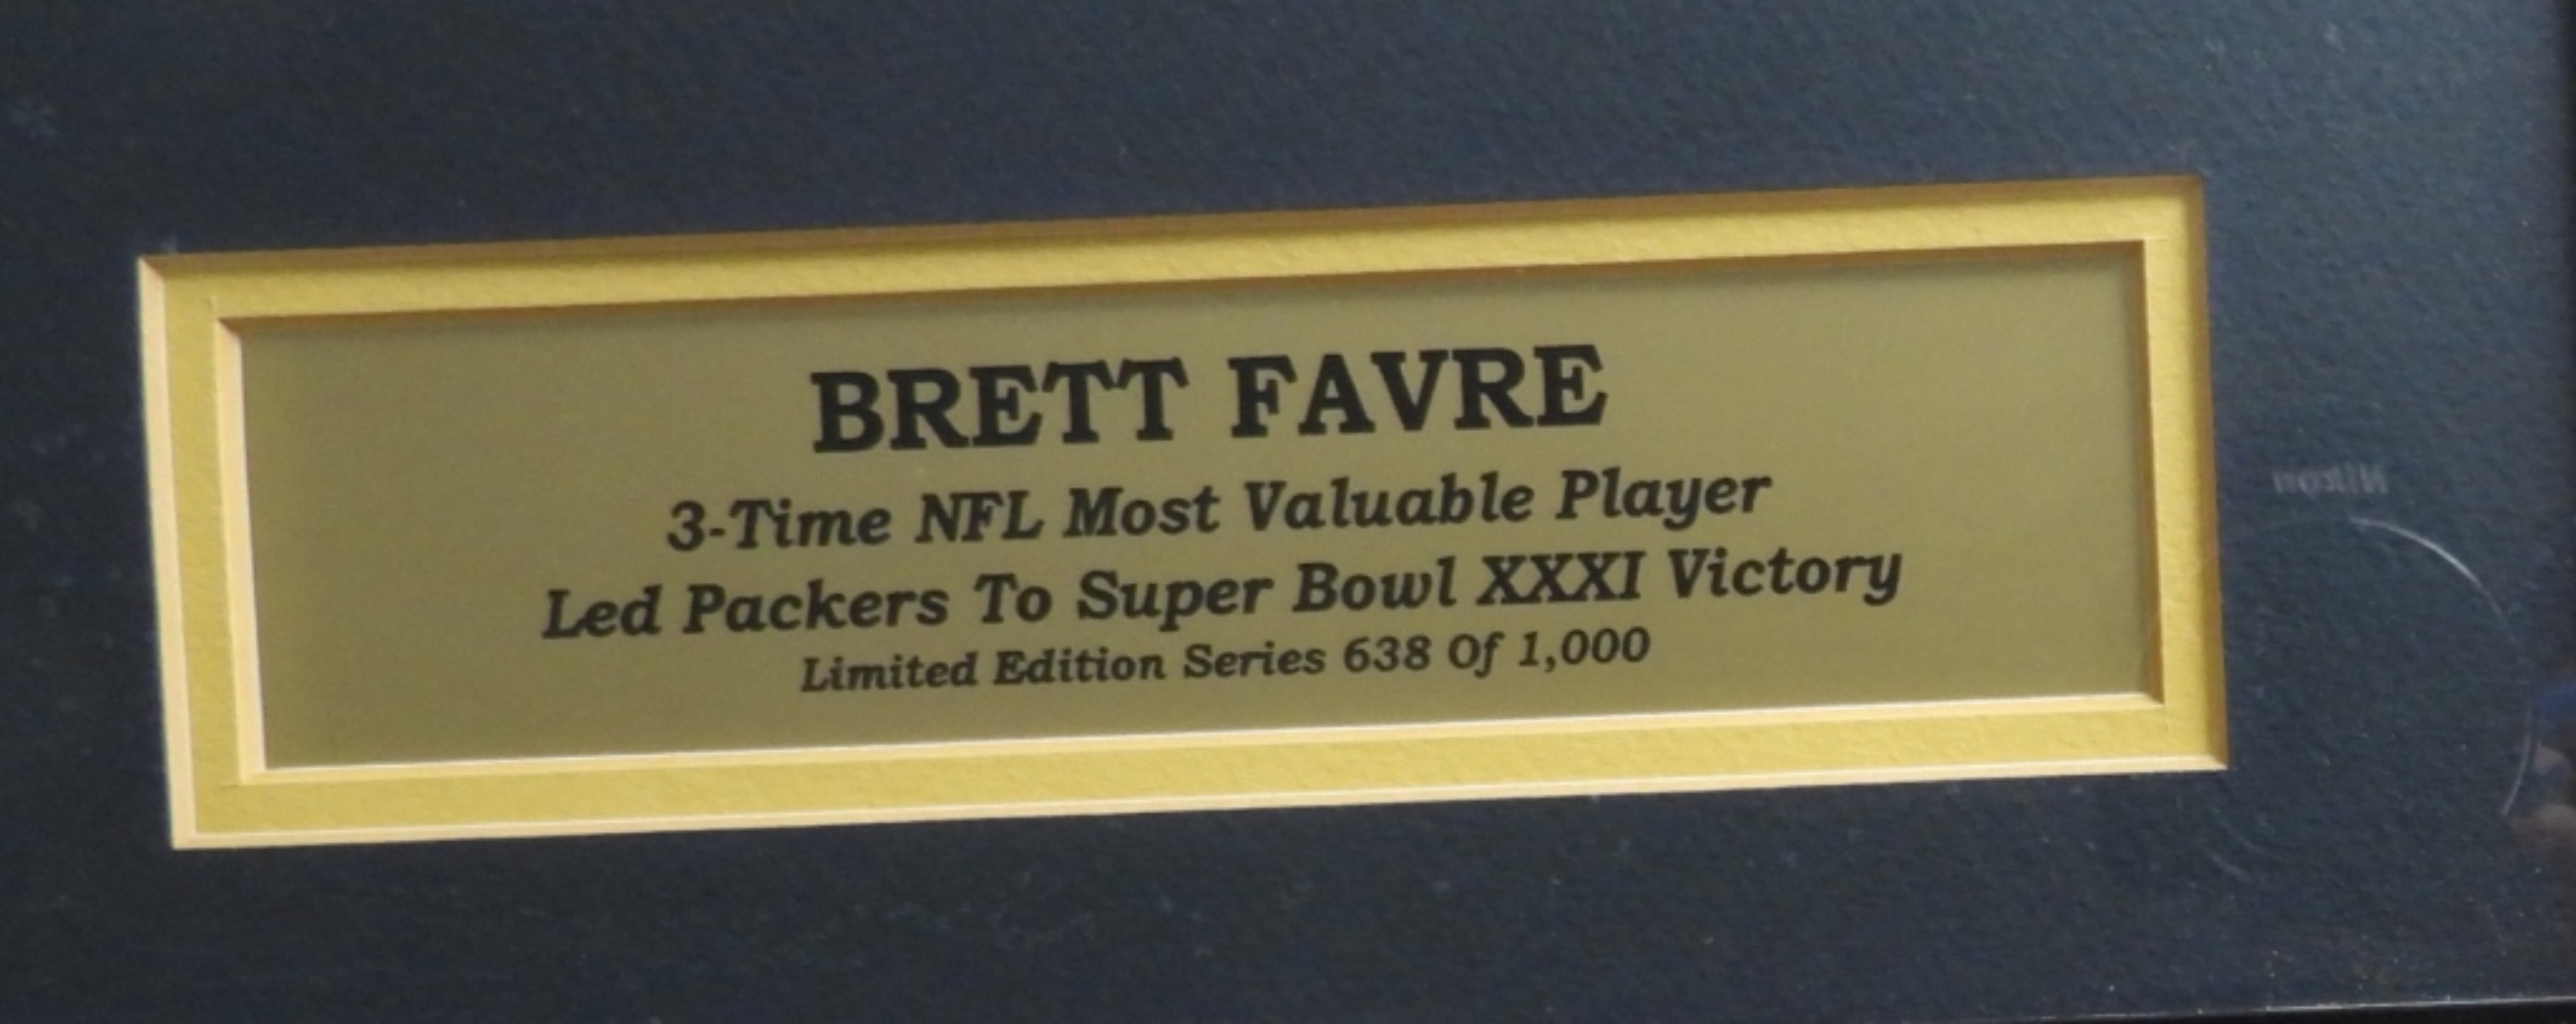 BRETT FAVRE
3-Time NFL Most Valuable Player
Led Packers To Super Bowl XXXI Victory
Limited Edition Series 638 Of 1,000
Nikon